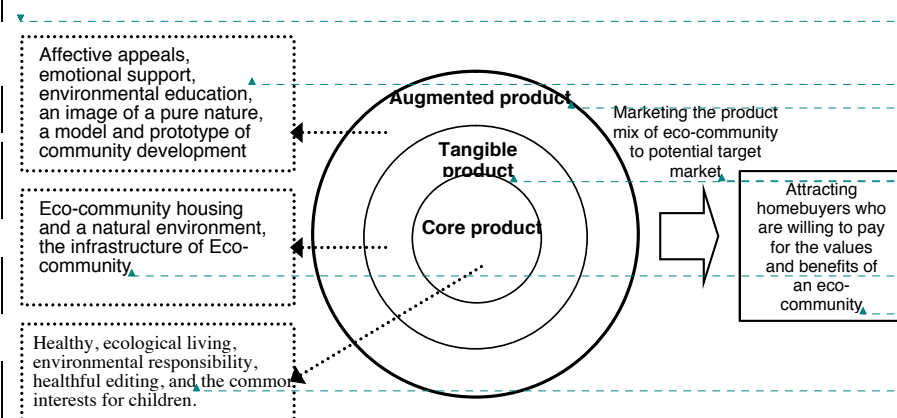 Affective appeals,
emotional support,
environmental education,
an image of a pure nature,
a model and prototype of
community development
Eco-community housing
and a natural environment,
the infrastructure of Eco-
community
Healthy, ecological living,
environmental responsibility,
healthful editing, and the common
interests for children.
Augmented product
Tangible
product
Core product
Marketing the product
mix of eco-community
to potential target
market
Attracting
homebuyers who
are willing to pay
for the values
and benefits of
an eco-
community